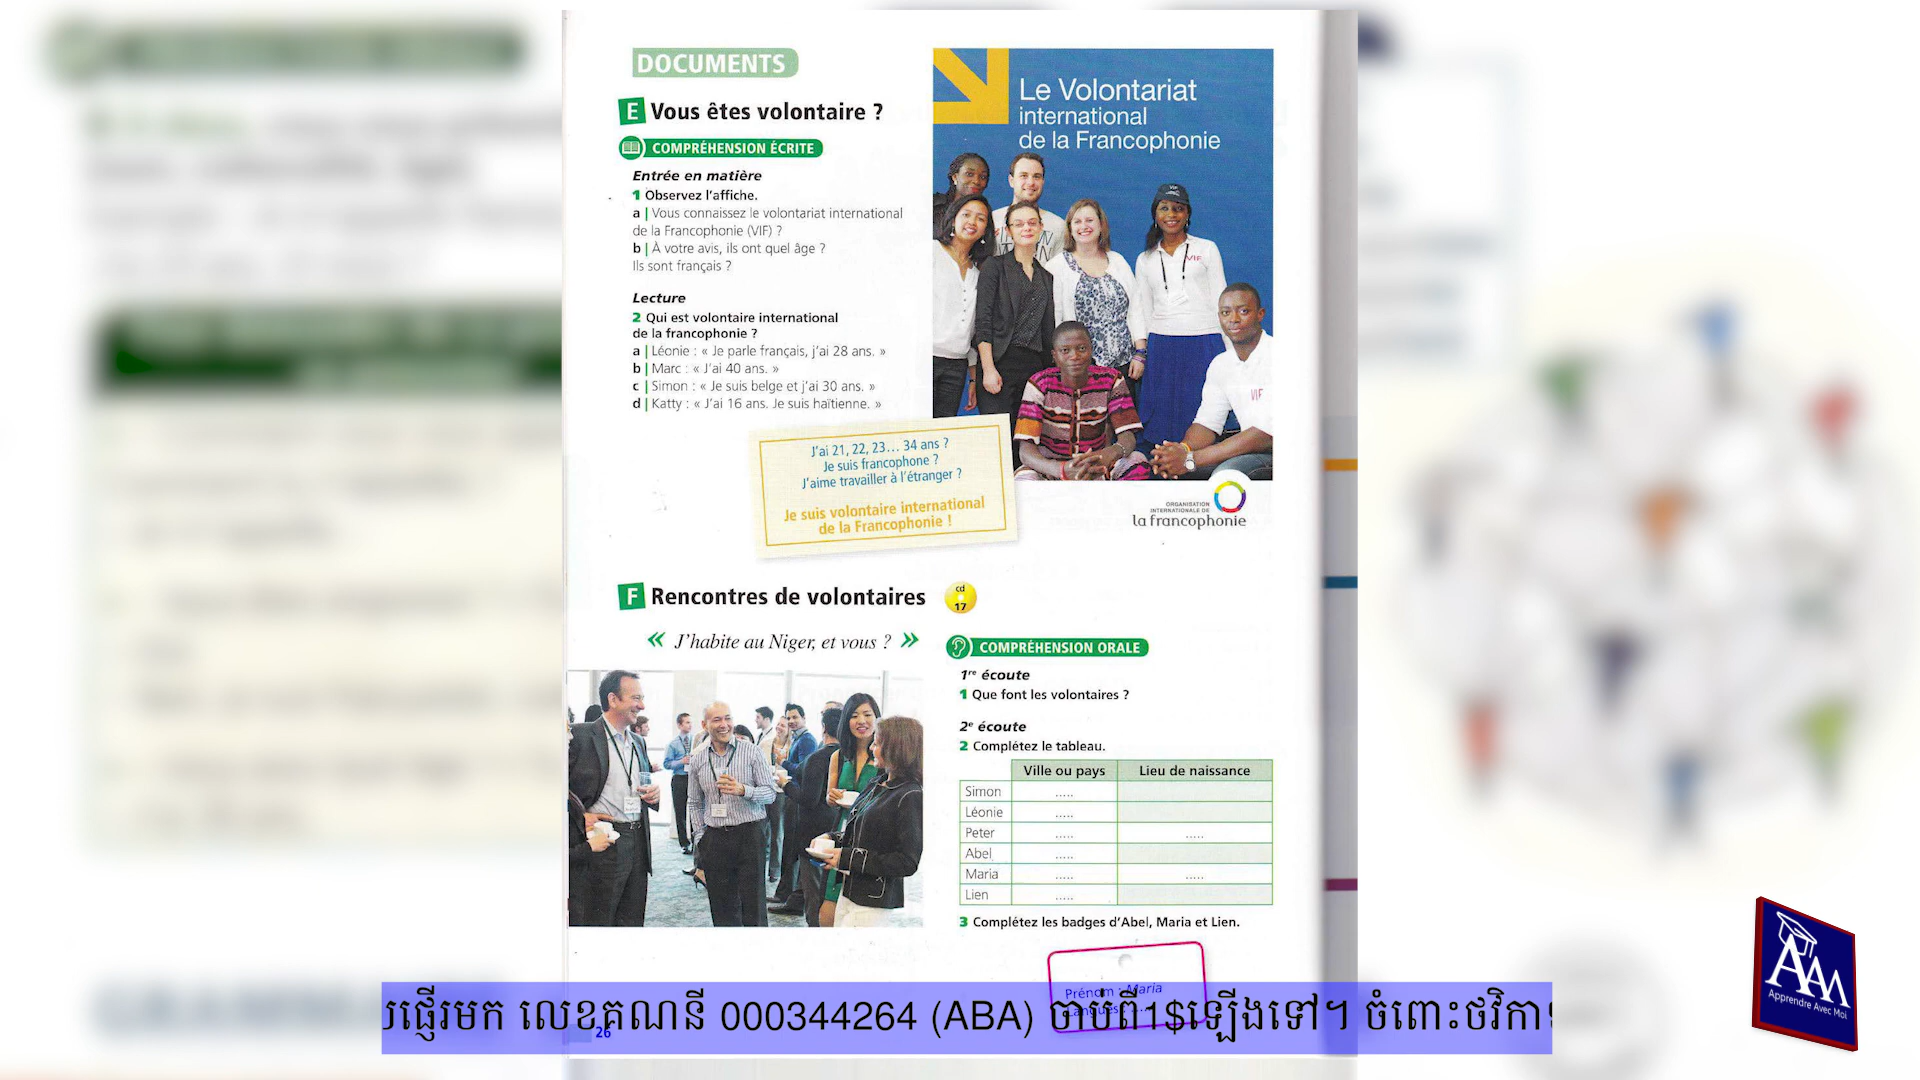 DOCUMENTS
E Vous êtes volontaire ?
COMPRÉHENSION ÉCRITE
Entrée en matière
1 Observez l'affiche.
a | Vous connaissez le volontariat international
de la Francophonie (VIF) ?
b | À votre avis, ils ont quel âge ?
Ils sont français ?
Lecture
2 Qui est volontaire international
de la francophonie ?
a | Léonie : « Je parle français, j'ai 28 ans. »
b | Marc : « J'ai 40 ans. »
c | Simon : « Je suis belge et j'ai 30 ans. »
d | Katty : « J'ai 16 ans. Je suis haïtienne. »
Le Volontariat
international
de la Francophonie
VIF
VIF
VIF
J'ai 21, 22, 23... 34 ans ?
Je suis francophone ?
J'aime travailler à l'étranger ?
Je suis volontaire international
de la Francophonie !
ORGANISATION
INTERNATIONALE DE
la francophonie
F Rencontres de volontaires
cd
17
« J'habite au Niger, et vous ? »
COMPRÉHENSION ORALE
1re écoute
1 Que font les volontaires ?
2e écoute
2 Complétez le tableau.
Ville ou pays Lieu de naissance
Simon .....
Léonie .....
Peter ..... .....
Abel .....
Maria ..... .....
Lien .....
3 Complétez les badges d'Abel, Maria et Lien.
Prénom : Maria
Langues : ....
ផ្ញើរមក លេខគណនី 000344264 (ABA) ចាប់ពី1$ឡើងទៅ។ ចំពោះថវិកា
26
AAM
Apprendre Avec Moi